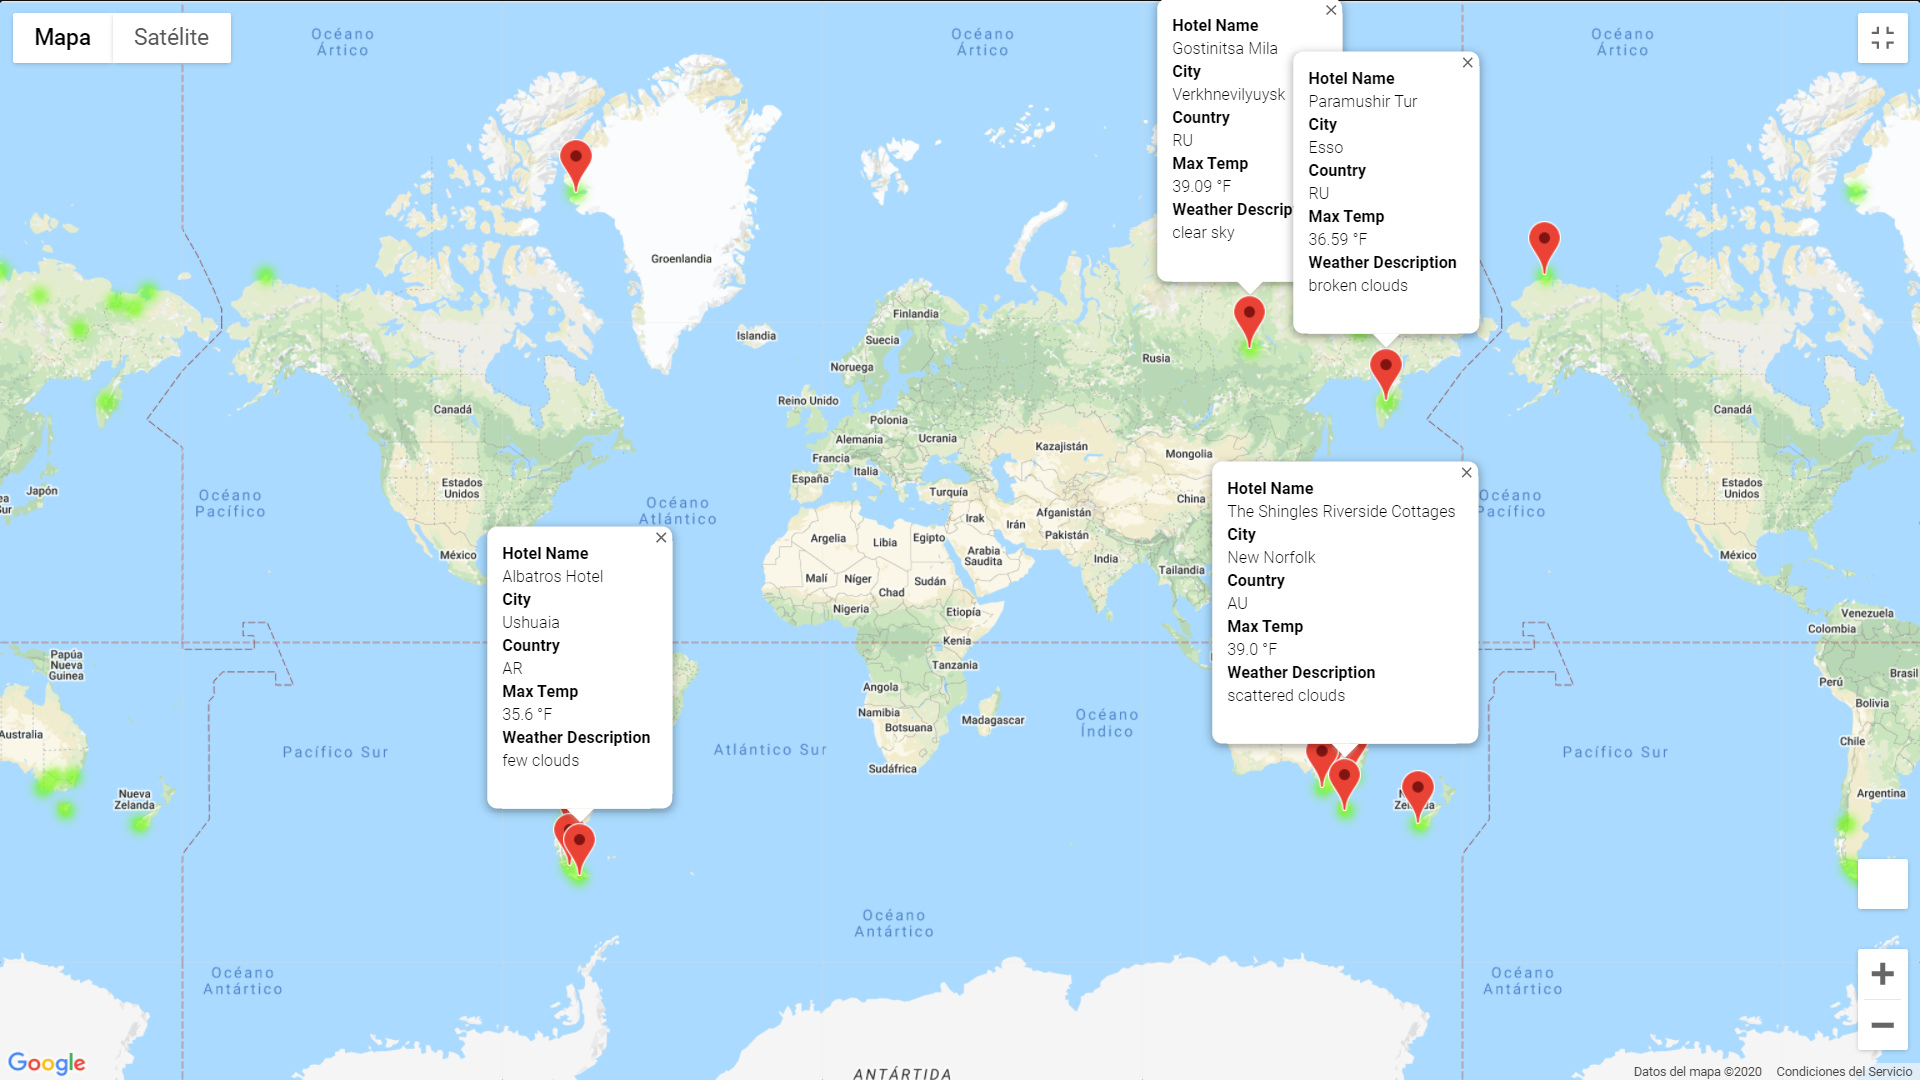 Mapa
Satélite
Océano
Ártico
Océano
Ártico
Océano
Ártico
Hotel Name
Gostinitsa Mila
City
Verkhnevilyuysk
Country
RU
Max Temp
39.09 °F
Weather Descrip
clear sky
Hotel Name
Paramushir Tur
City
Esso
Country
RU
Max Temp
36.59 °F
Weather Description
broken clouds
Groenlandia
Islandia
Finlandia
Suecia
Noruega
Rusia
Reino Unido
Polonia
Alemania
Ucrania
Francia
Italia
España
Turquía
Kazajistán
Mongolia
China
Irak
Irán
Afganistán
Pakistán
Arabia
Saudita
India
Tailandia
Argelia
Libia
Egipto
Malí
Níger
Chad
Sudán
Nigeria
Etiopía
Kenia
Tanzania
Angola
Namibia
Botsuana
Madagascar
Sudáfrica
Canadá
Estados
Unidos
México
Japón
Océano
Pacífico
Océano
Atlántico
Hotel Name
Albatros Hotel
City
Ushuaia
Country
AR
Max Temp
35.6 °F
Weather Description
few clouds
Hotel Name
The Shingles Riverside Cottages
City
New Norfolk
Country
AU
Max Temp
39.0 °F
Weather Description
scattered clouds
Océano
Pacífico
Canadá
Estados
Unidos
México
Venezuela
Colombia
Perú
Brasil
Bolivia
Chile
Argentina
Papúa
Nueva
Guinea
Australia
Nueva
Zelanda
Pacífico Sur
Atlántico Sur
Océano
Índico
Pacífico Sur
Océano
Antártico
Océano
Antártico
Océano
Antártico
ANTÁRTIDA
Google
Datos del mapa ©2020
Condiciones del Servicio